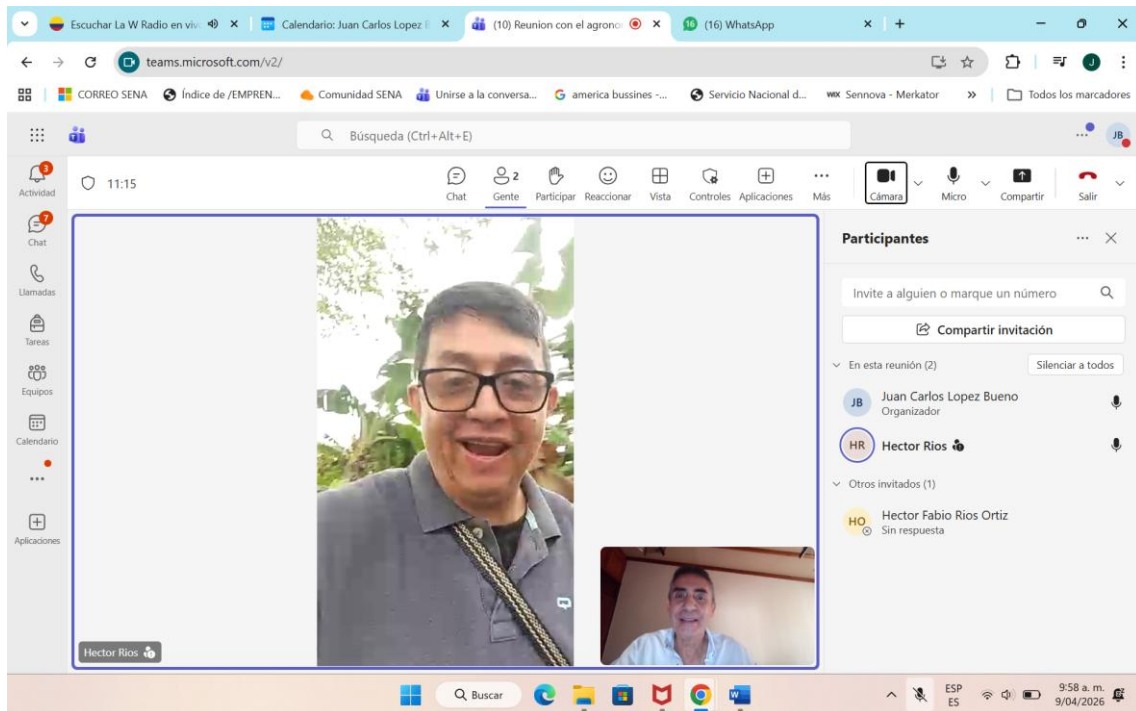 Escuchar La W Radio en viv
Calendario: Juan Carlos Lopez B
(10) Reunion con el agrono
(16) WhatsApp
teams.microsoft.com/v2/
CORREO SENA
Índice de /EMPREN...
Comunidad SENA
Unirse a la conversa...
america bussines -...
Servicio Nacional d...
WIX Sennova - Merkator
»
Todos los marcadores
Búsqueda (Ctrl+Alt+E)
JB
11:15
Chat
2
Gente
Participar
Reaccionar
Vista
Controles
Aplicaciones
Más
Cámara
Micro
Compartir
Salir
3
Actividad
7
Chat
Llamadas
Tareas
Equipos
Calendario
Aplicaciones
Hector Rios
Participantes
Invite a alguien o marque un número
Compartir invitación
En esta reunión (2)
Silenciar a todos
JB
Juan Carlos Lopez Bueno
Organizador
HR
Hector Rios
Otros invitados (1)
HO
Hector Fabio Rios Ortiz
Sin respuesta
Buscar
ESP
ES
9:58 a. m.
9/04/2026